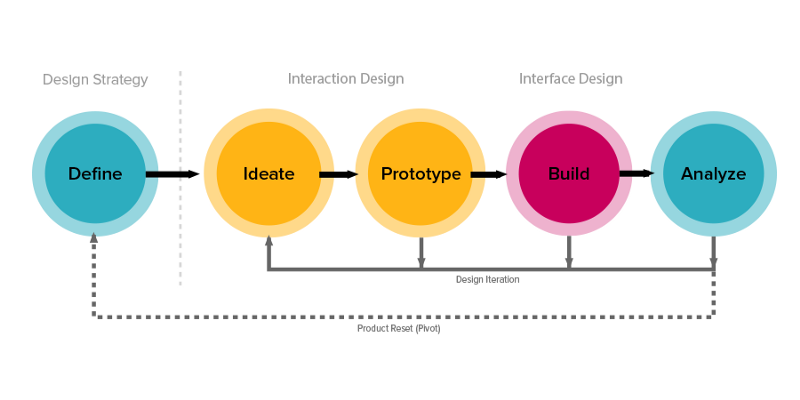 Design Strategy
Interaction Design
Interface Design
Define
Ideate
Prototype
Build
Analyze
Design Iteration
Product Reset (Pivot)